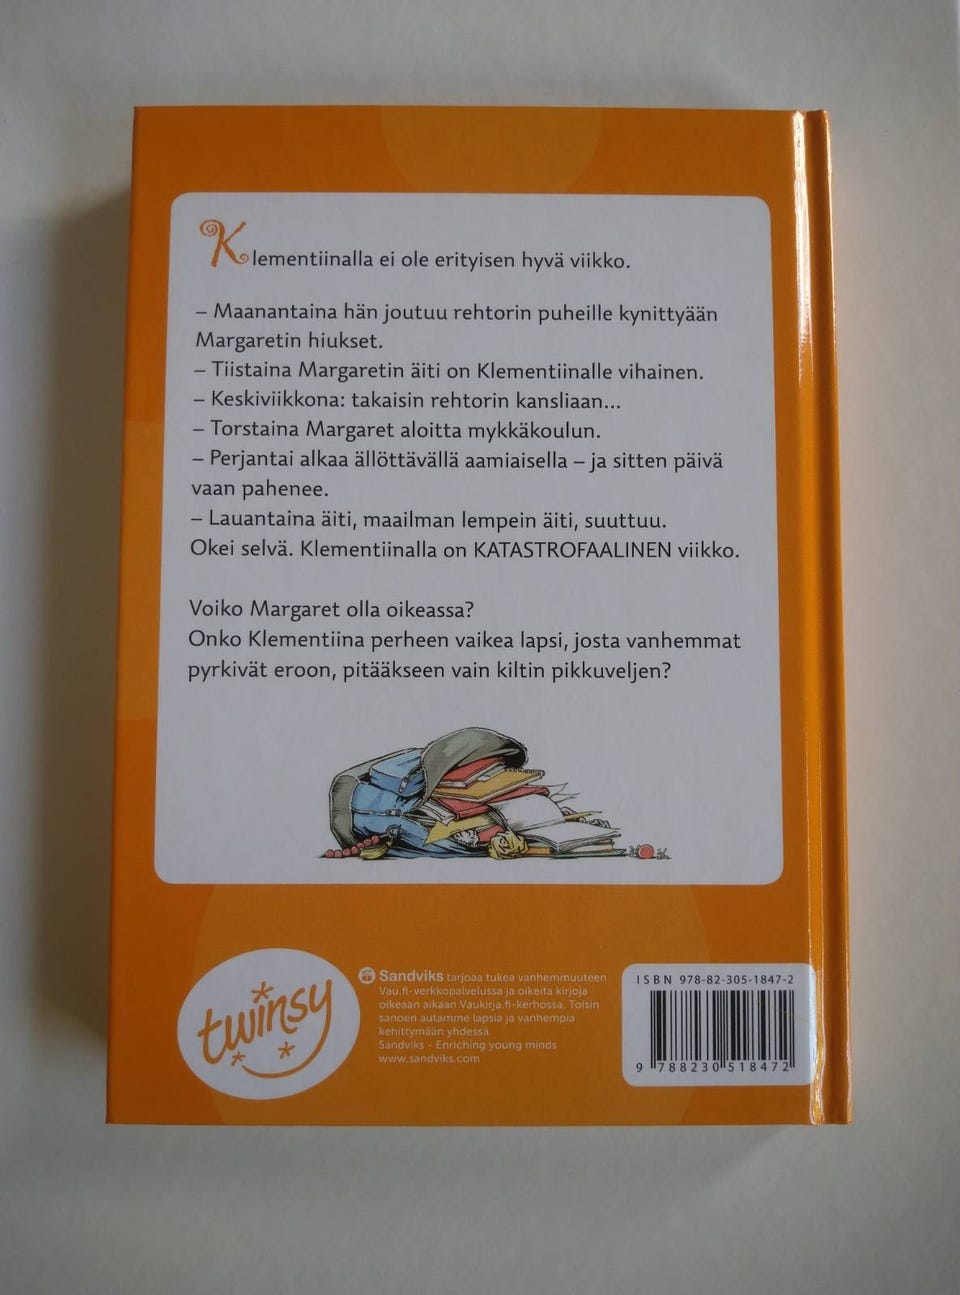 Klementiinalla ei ole erityisen hyvä viikko.
– Maanantaina hän joutuu rehtorin puheille kynittyään
Margaretin hiukset.
– Tiistaina Margaretin äiti on Klementiinalle vihainen.
– Keskiviikkona: takaisin rehtorin kansliaan...
– Torstaina Margaret aloitta mykkäkoulun.
– Perjantai alkaa ällöttävällä aamiaisella – ja sitten päivä
vaan pahenee.
– Lauantaina äiti, maailman lempein äiti, suuttuu.
Okei selvä. Klementiinalla on KATASTROFAALINEN viikko.
Voiko Margaret olla oikeassa?
Onko Klementiina perheen vaikea lapsi, josta vanhemmat
pyrkivät eroon, pitääkseen vain kiltin pikkuveljen?
twinsy
Sandviks tarjoaa tukea vanhemmuuteen
Vau.fi-verkkopalvelussa ja oikeita kirjoja
oikeaan aikaan Vaukirja.fi-kerhossa. Toisin
sanoen autamme lapsia ja vanhempia
kehittymään yhdessä.
Sandviks - Enriching young minds
www.sandviks.com
ISBN 978-82-305-1847-2
9 788230 518472